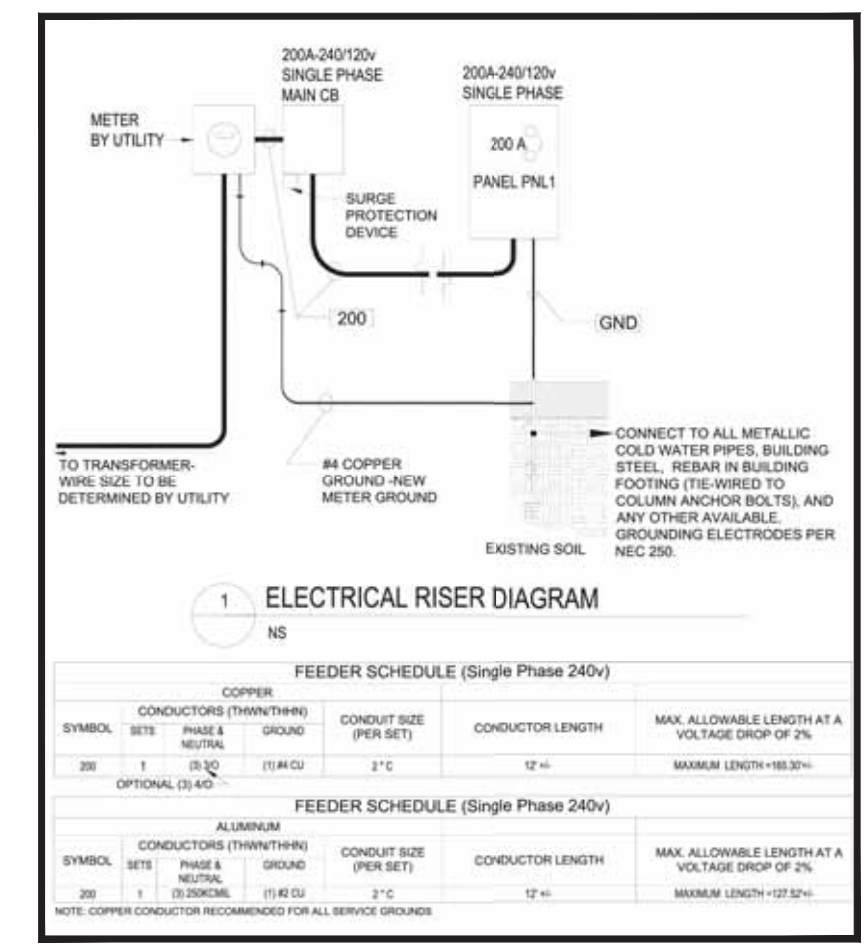 200A-240/120v
SINGLE PHASE
MAIN CB
200A-240/120v
SINGLE PHASE
METER
BY UTILITY
200 A
PANEL PNL1
SURGE
PROTECTION
DEVICE
200
GND
TO TRANSFORMER-
WIRE SIZE TO BE
DETERMINED BY UTILITY
#4 COPPER
GROUND -NEW
METER GROUND
CONNECT TO ALL METALLIC
COLD WATER PIPES, BUILDING
STEEL, REBAR IN BUILDING
FOOTING (TIE-WIRED TO
COLUMN ANCHOR BOLTS), AND
ANY OTHER AVAILABLE
GROUNDING ELECTRODES PER
NEC 250.
EXISTING SOIL
1 ELECTRICAL RISER DIAGRAM
NS
FEEDER SCHEDULE (Single Phase 240v)
COPPER
SYMBOL
CONDUCTORS (THWN/THHN)
SETS
PHASE &
NEUTRAL
GROUND
CONDUIT SIZE
(PER SET)
CONDUCTOR LENGTH
MAX. ALLOWABLE LENGTH AT A
VOLTAGE DROP OF 2%
200 1 (3) 3/O (1) #4 CU 2" C 12' +/- MAXIMUM LENGTH =165.30'+/-
OPTIONAL (3) 4/O
FEEDER SCHEDULE (Single Phase 240v)
ALUMINUM
SYMBOL
CONDUCTORS (THWN/THHN)
SETS
PHASE &
NEUTRAL
GROUND
CONDUIT SIZE
(PER SET)
CONDUCTOR LENGTH
MAX. ALLOWABLE LENGTH AT A
VOLTAGE DROP OF 2%
200 1 (3) 250KCMIL (1) #2 CU 2" C 12' +/- MAXIMUM LENGTH =127.52'+/-
NOTE: COPPER CONDUCTOR RECOMMENDED FOR ALL SERVICE GROUNDS